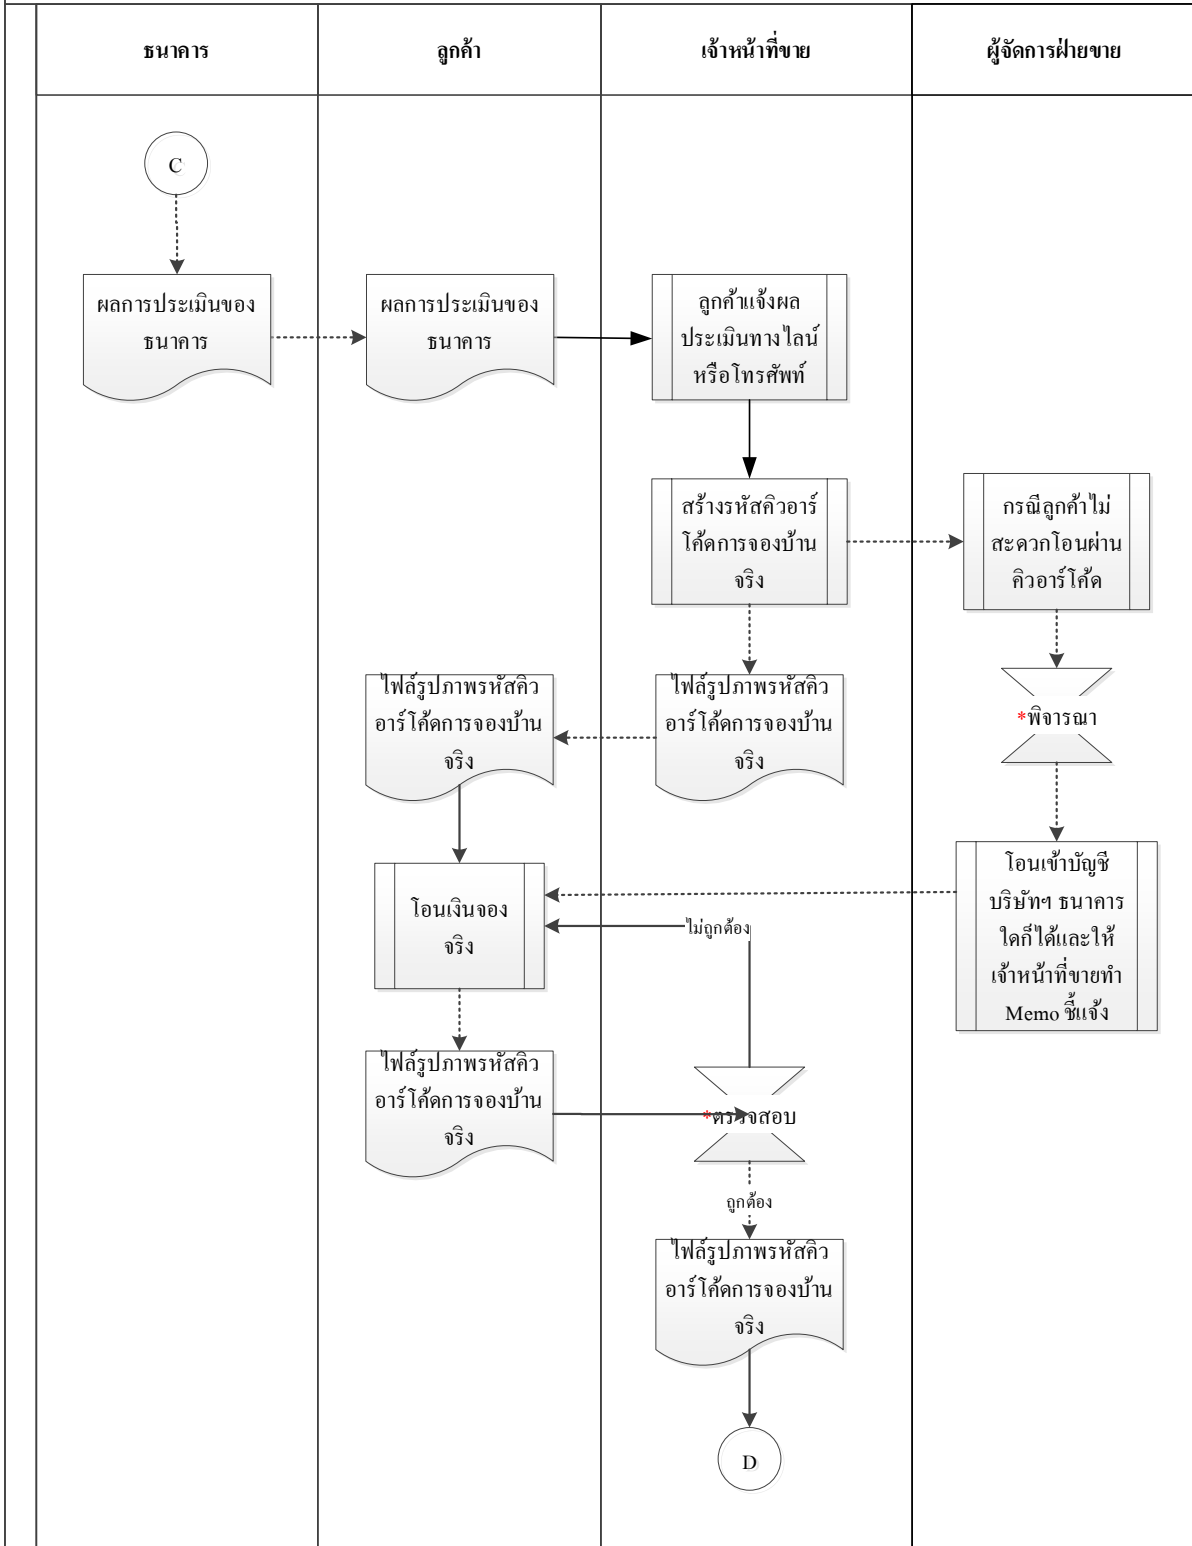 ธนาคาร
ลูกค้า
เจ้าหน้าที่ขาย
ผู้จัดการฝ่ายขาย
C
ผลการประเมินของ
ธนาคาร
ผลการประเมินของ
ธนาคาร
ลูกค้าแจ้งผล
ประเมินทางไลน์
หรือโทรศัพท์
สร้างรหัสคิวอาร์
โค้ดการจองบ้าน
จริง
กรณีลูกค้าไม่
สะดวกโอนผ่าน
คิวอาร์โค้ด
ไฟล์รูปภาพรหัสคิว
อาร์โค้ดการจองบ้าน
จริง
ไฟล์รูปภาพรหัสคิว
อาร์โค้ดการจองบ้าน
จริง
*พิจารณา
โอนเงินจอง
จริง
ไม่ถูกต้อง
โอนเข้าบัญชี
บริษัทฯ ธนาคาร
ใดก็ได้และให้
เจ้าหน้าที่ขายทำ
Memo ชี้แจ้ง
ไฟล์รูปภาพรหัสคิว
อาร์โค้ดการจองบ้าน
จริง
*ตรวจสอบ
ถูกต้อง
ไฟล์รูปภาพรหัสคิว
อาร์โค้ดการจองบ้าน
จริง
D